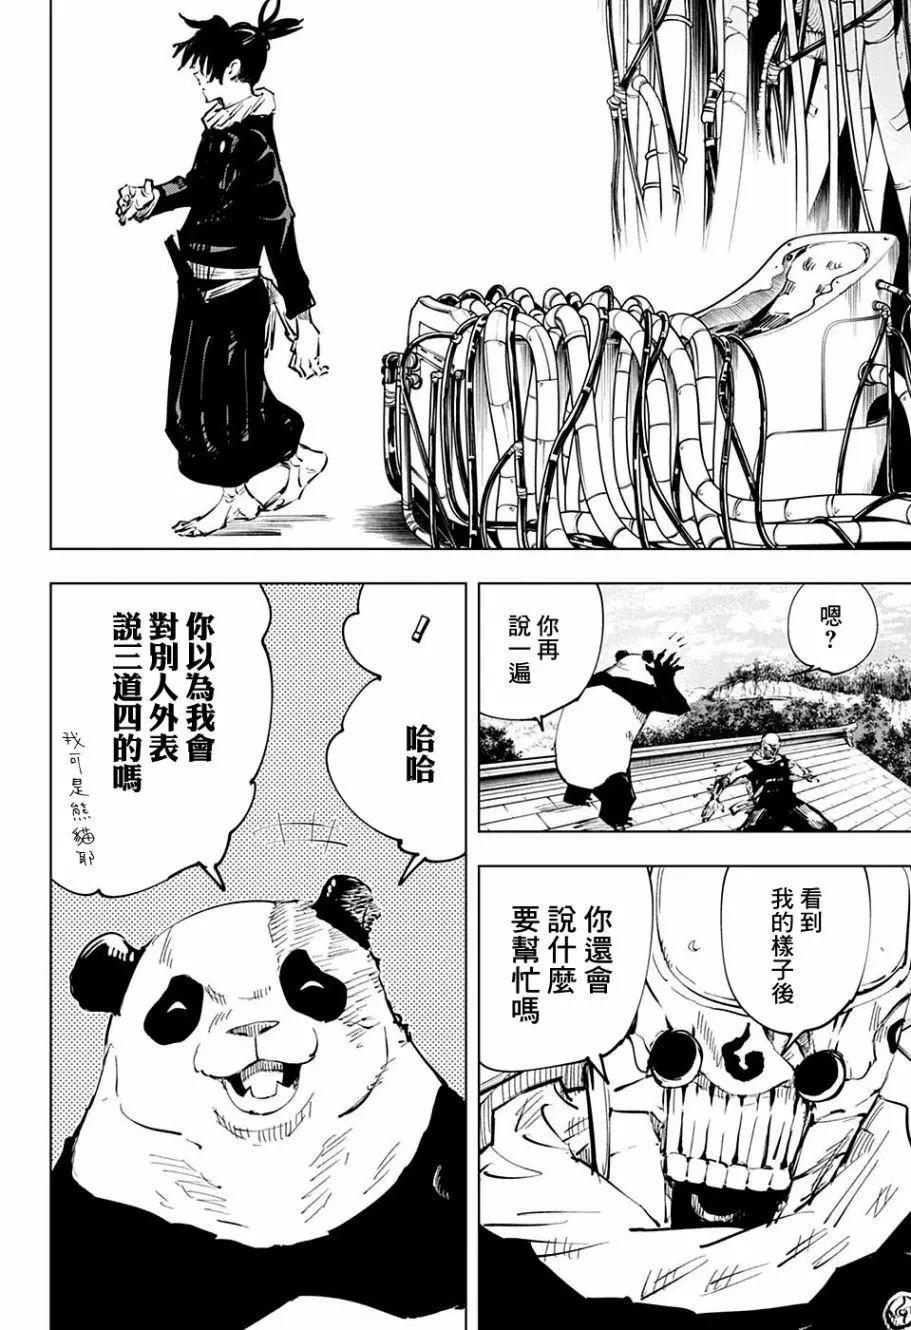 嗯?
你再
說一遍
看到
我的樣子後
你還會
說什麼
要幫忙嗎
!
哈哈
你以為我會
對別人外表
說三道四的嗎
我可是熊貓耶